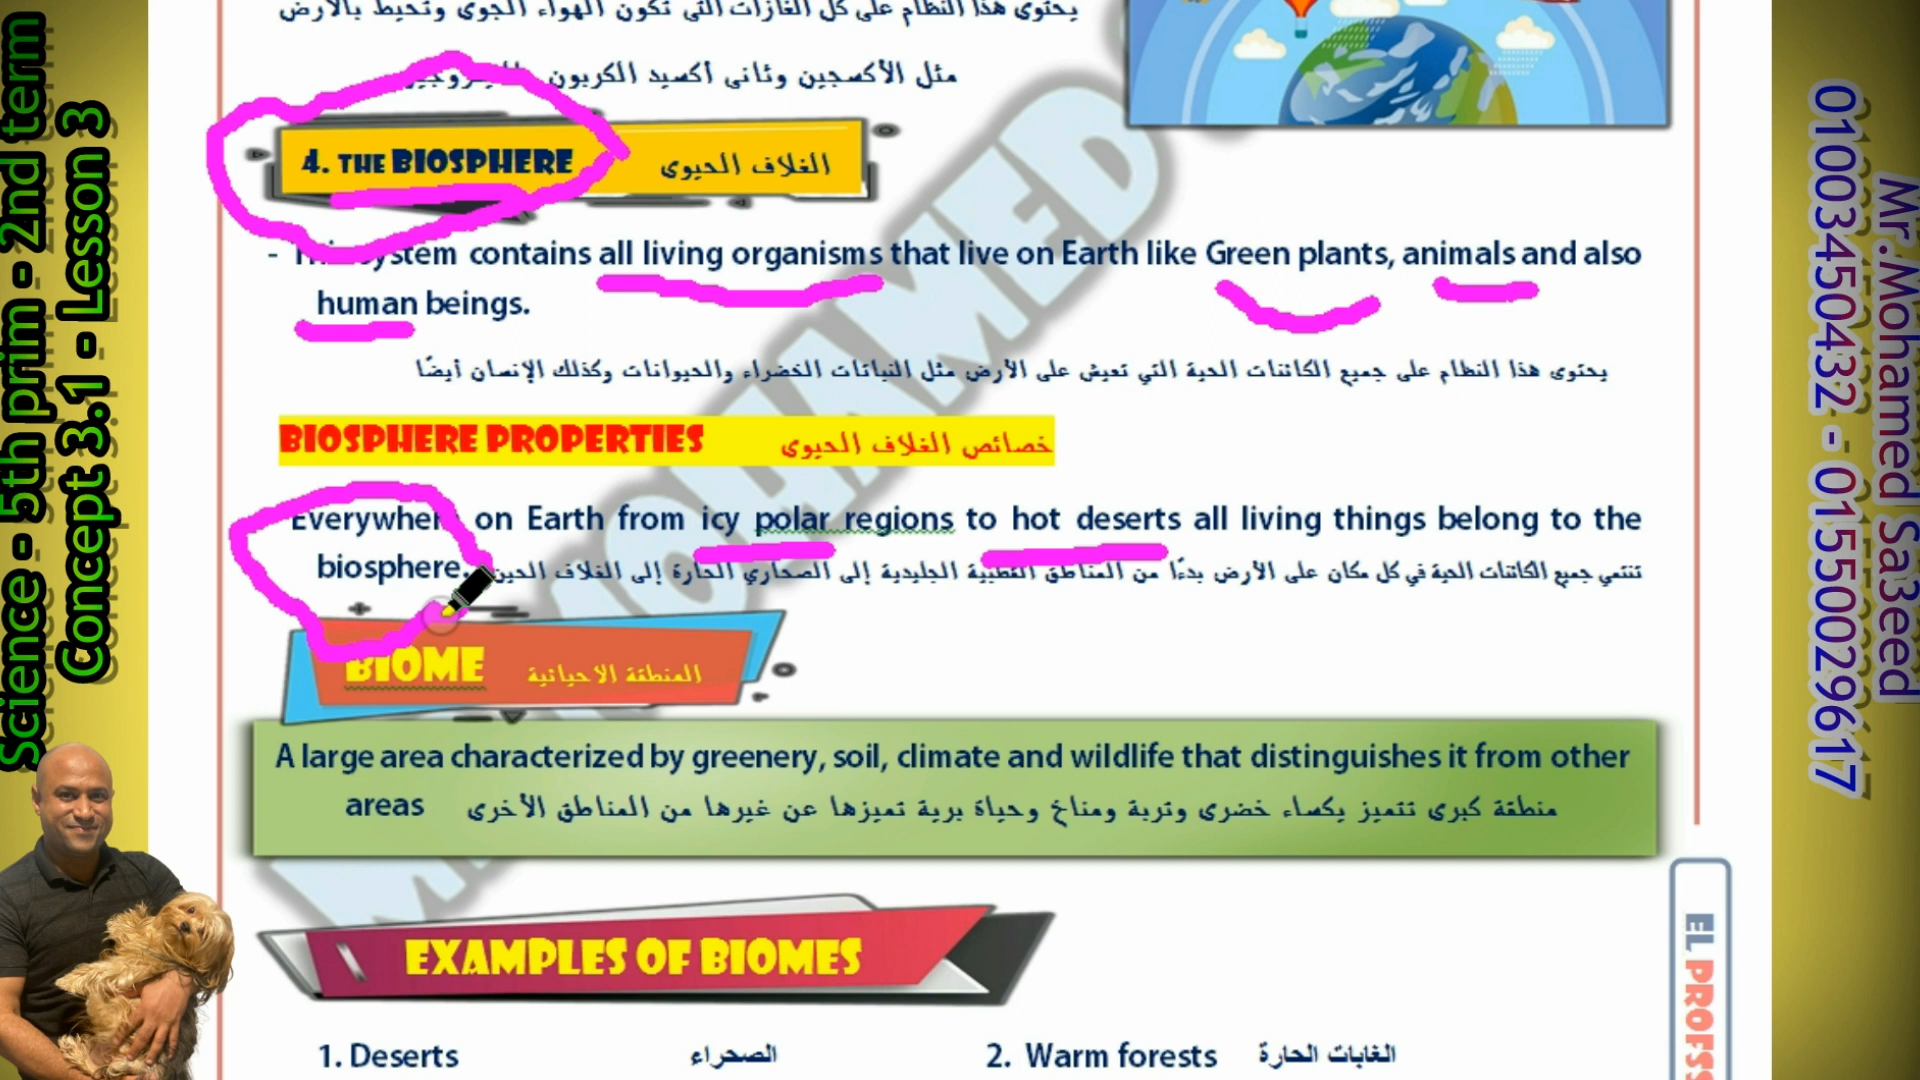 يحتوى هذا النظام على كل الغازات التى تكون الهواء الجوى وتحيط بالأرض
مثل الأكسجين وثانى أكسيد الكربون
4. THE BIOSPHERE الغلاف الحيوى
- This system contains all living organisms that live on Earth like Green plants, animals and also
human beings.
يحتوى هذا النظام على جميع الكائنات الحية التي تعيش على الأرض مثل النباتات الخضراء والحيوانات وكذلك الإنسان أيضًا
BIOSPHERE PROPERTIES خصائص الغلاف الحيوى
Everywhere on Earth from icy polar regions to hot deserts all living things belong to the
biosphere. تنتمي جميع الكائنات الحية في كل مكان على الأرض بدءًا من المناطق القطبية الجليدية إلى الصحاري الحارة إلى الغلاف
BIOME المنطقة الاحيائية
A large area characterized by greenery, soil, climate and wildlife that distinguishes it from other
areas منطقة كبرى تتميز بكساء خضرى وتربة ومناخ وحياة برية تميزها عن غيرها من المناطق الأخرى
EXAMPLES OF BIOMES
1. Deserts الصحراء 2. Warm forests الغابات الحارة
Science - 5th prim - 2nd term
Concept 3.1 - Lesson 3
Mr.Mohamed Sa3eed
01003450432 - 01550029617
MOHAMED
EL PROFS